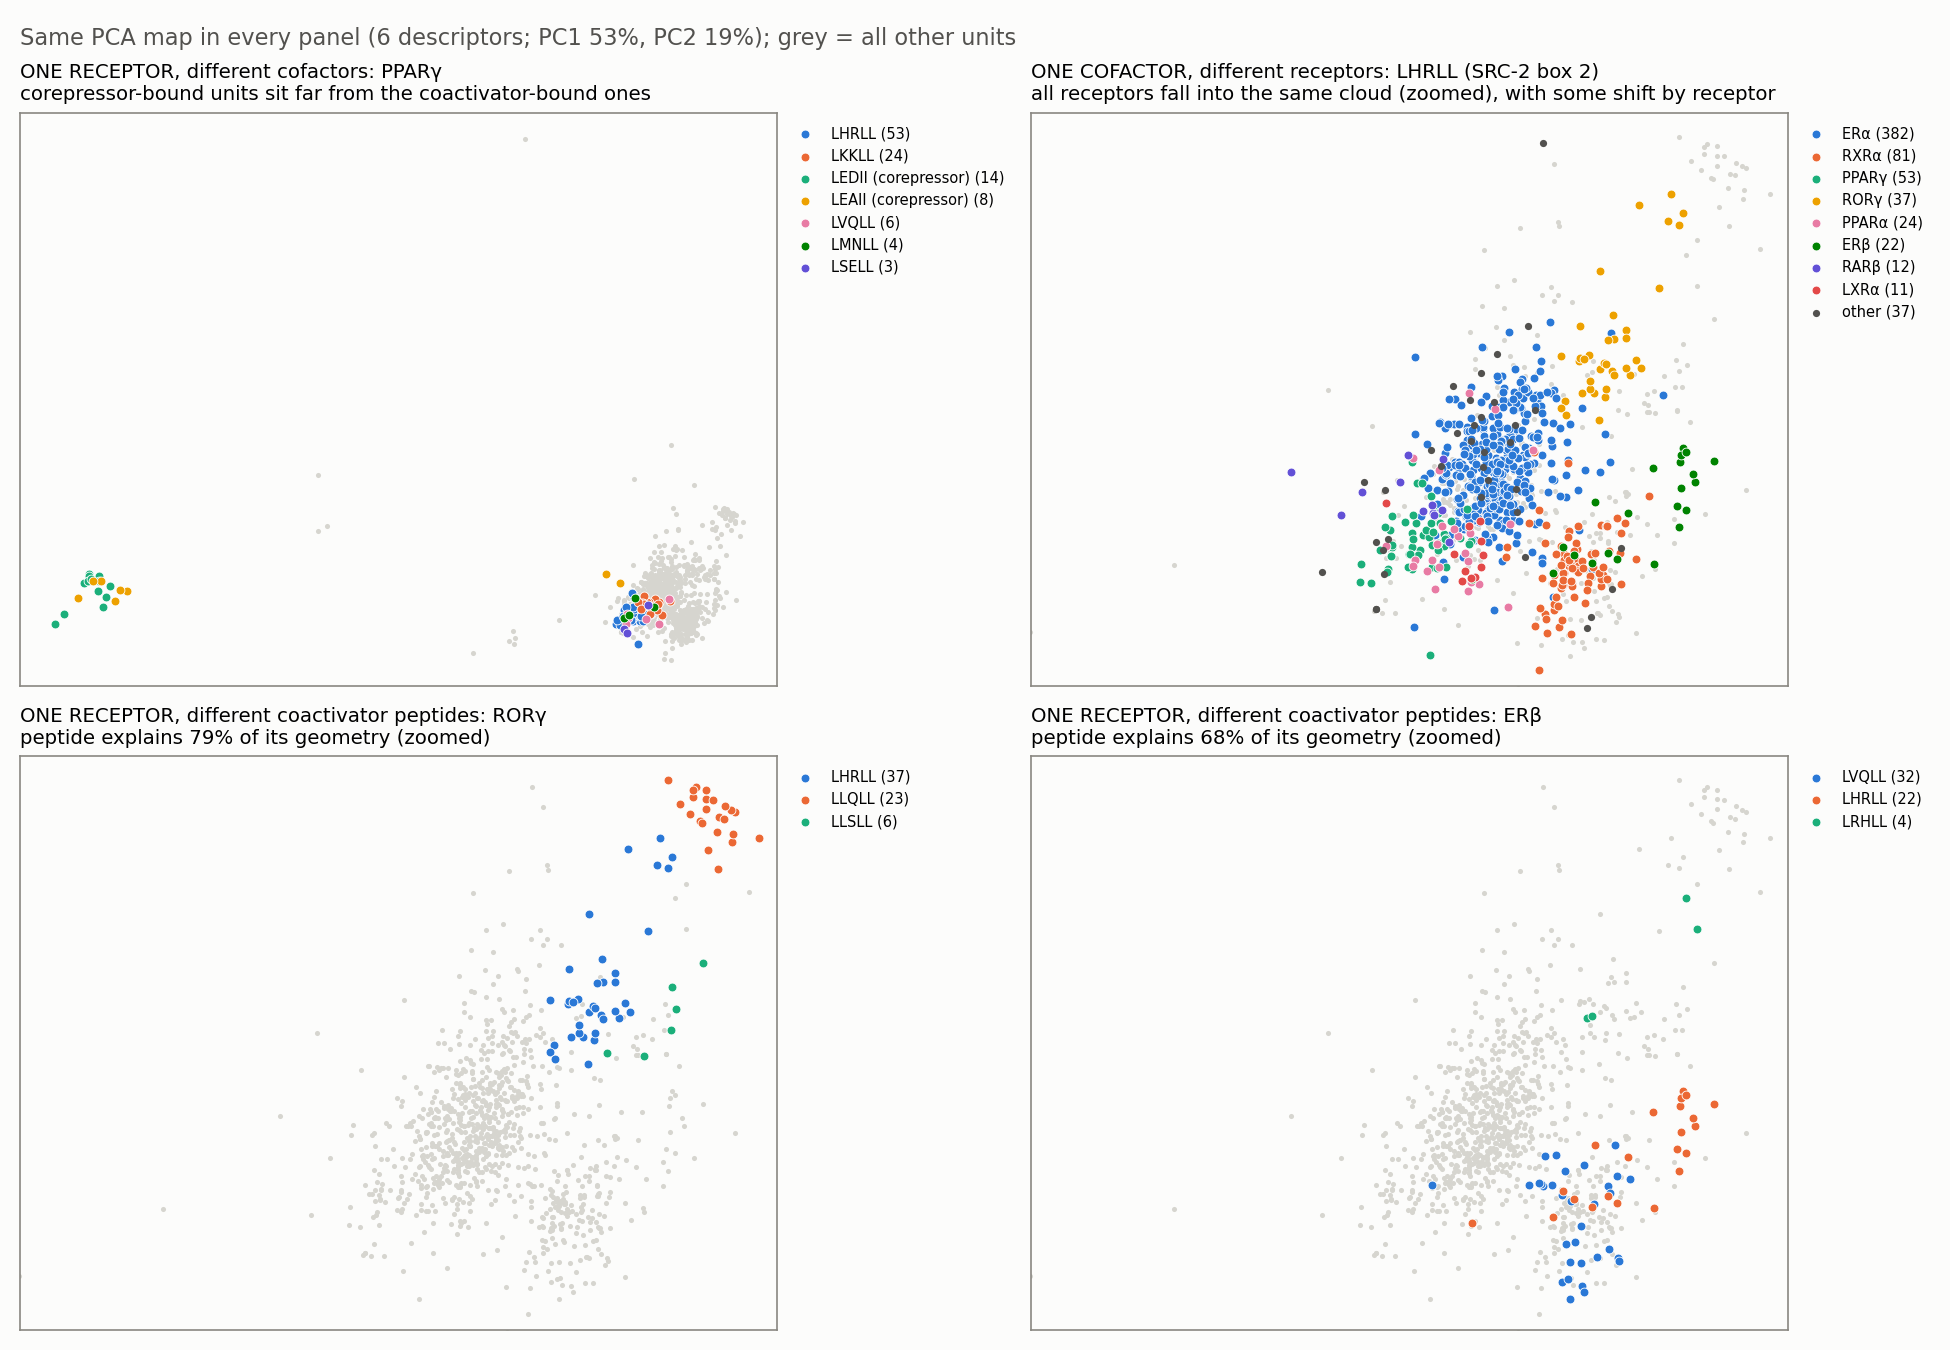 Same PCA map in every panel (6 descriptors; PC1 53%, PC2 19%); grey = all other units
ONE RECEPTOR, different cofactors: PPARγ
corepressor-bound units sit far from the coactivator-bound ones
LHRLL (53)
LKKLL (24)
LEDII (corepressor) (14)
LEAII (corepressor) (8)
LVQLL (6)
LMNLL (4)
LSELL (3)
ONE COFACTOR, different receptors: LHRLL (SRC-2 box 2)
all receptors fall into the same cloud (zoomed), with some shift by receptor
ERα (382)
RXRα (81)
PPARγ (53)
RORγ (37)
PPARα (24)
ERβ (22)
RARβ (12)
LXRα (11)
other (37)
ONE RECEPTOR, different coactivator peptides: RORγ
peptide explains 79% of its geometry (zoomed)
LHRLL (37)
LLQLL (23)
LLSLL (6)
ONE RECEPTOR, different coactivator peptides: ERβ
peptide explains 68% of its geometry (zoomed)
LVQLL (32)
LHRLL (22)
LRHLL (4)